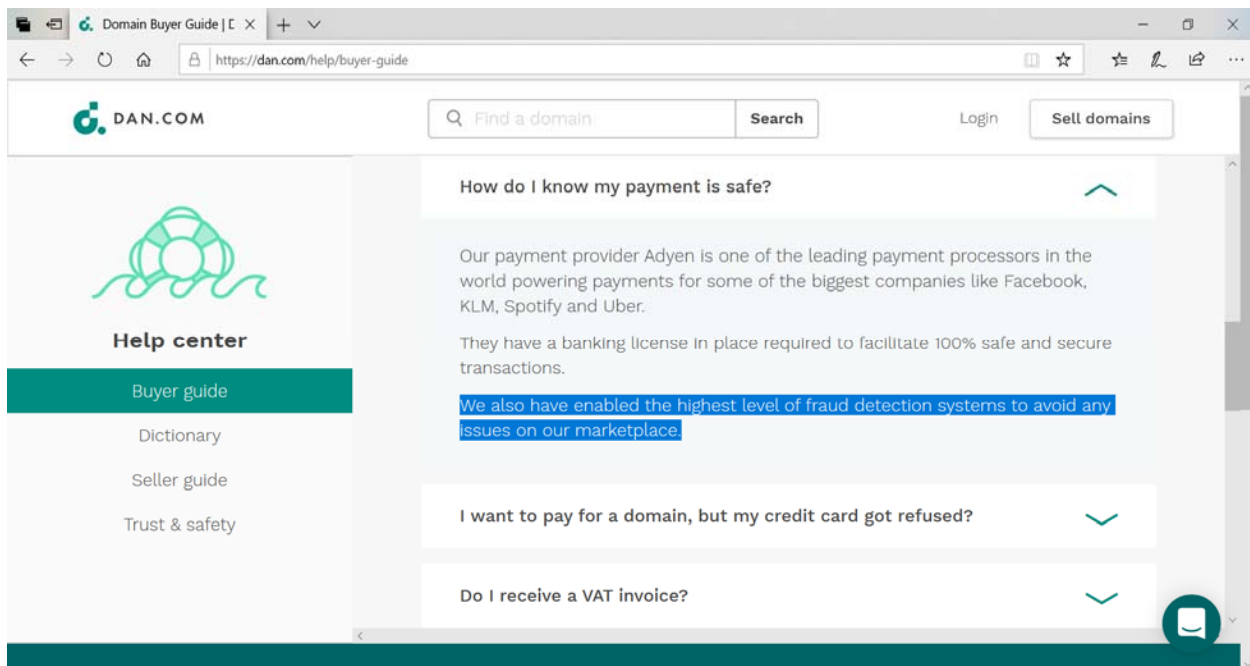 Domain Buyer Guide | D
https://dan.com/help/buyer-guide
DAN.COM
Find a domain
Search
Login
Sell domains
Help center
Buyer guide
Dictionary
Seller guide
Trust & safety
How do I know my payment is safe?
Our payment provider Adyen is one of the leading payment processors in the
world powering payments for some of the biggest companies like Facebook,
KLM, Spotify and Uber.
They have a banking license in place required to facilitate 100% safe and secure
transactions.
We also have enabled the highest level of fraud detection systems to avoid any
issues on our marketplace.
I want to pay for a domain, but my credit card got refused?
Do I receive a VAT invoice?